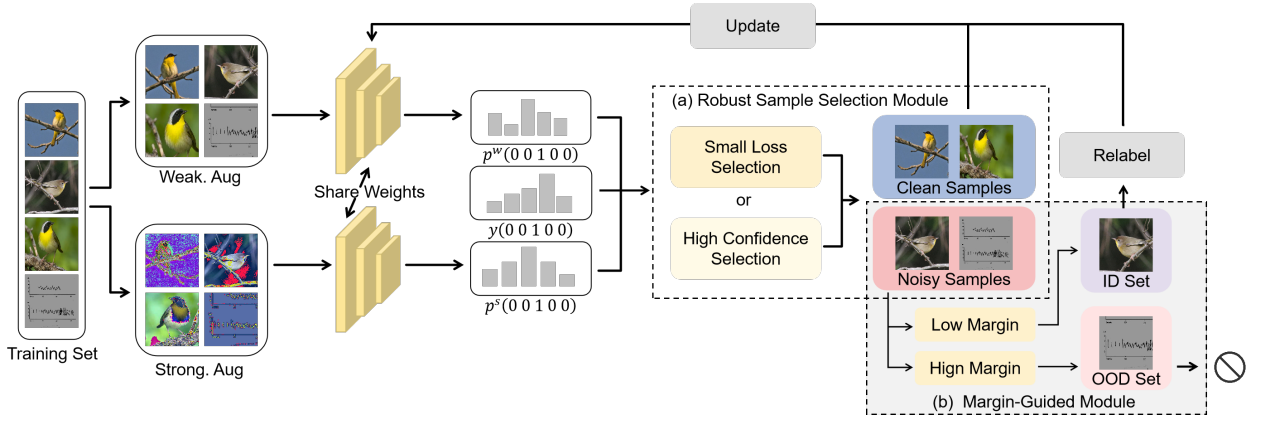 Update
(a) Robust Sample Selection Module
Small Loss
Selection
or
High Confidence
Selection
Clean Samples
Noisy Samples
Relabel
Training Set
Weak. Aug
Strong. Aug
Share Weights
p^w(0 0 1 0 0)
y(0 0 1 0 0)
p^s(0 0 1 0 0)
ID Set
Low Margin
Hign Margin
OOD Set
(b) Margin-Guided Module